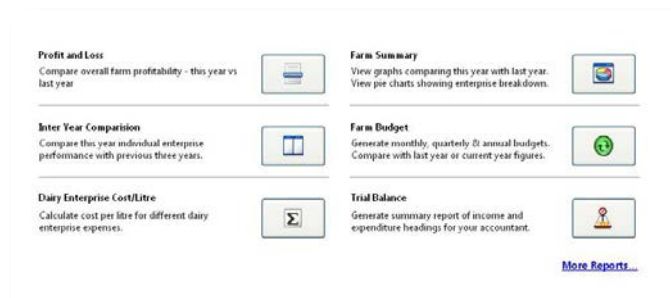 Profit and Loss
Compare overall farm profitability - this year vs
last year
Farm Summary
View graphs comparing this year with last year.
View pie charts showing enterprise breakdown.
Inter Year Comparision
Compare this year individual enterprise
performance with previous three years.
Farm Budget
Generate monthly, quarterly & annual budgets.
Compare with last year or current year figures.
Dairy Enterprise Cost/Litre
Calculate cost per litre for different dairy
enterprise expenses.
Σ
Trial Balance
Generate summary report of income and
expenditure headings for your accountant.
More Reports...